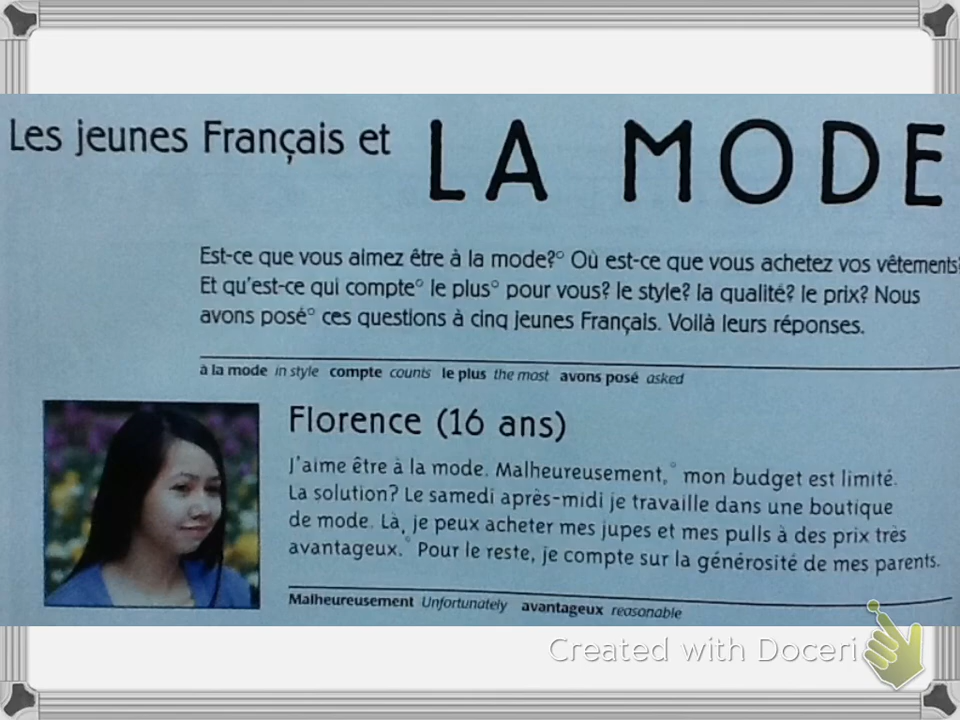 Les jeunes Français et LA MODE
Est-ce que vous aimez être à la mode?° Où est-ce que vous achetez vos vêtements?
Et qu'est-ce qui compte° le plus° pour vous? le style? la qualité? le prix? Nous
avons posé° ces questions à cinq jeunes Français. Voilà leurs réponses.
à la mode in style compte counts le plus the most avons posé asked
Florence (16 ans)
J'aime être à la mode. Malheureusement,° mon budget est limité.
La solution? Le samedi après-midi je travaille dans une boutique
de mode. Là, je peux acheter mes jupes et mes pulls à des prix très
avantageux.° Pour le reste, je compte sur la générosité de mes parents.
Malheureusement Unfortunately avantageux reasonable
Created with Doceri